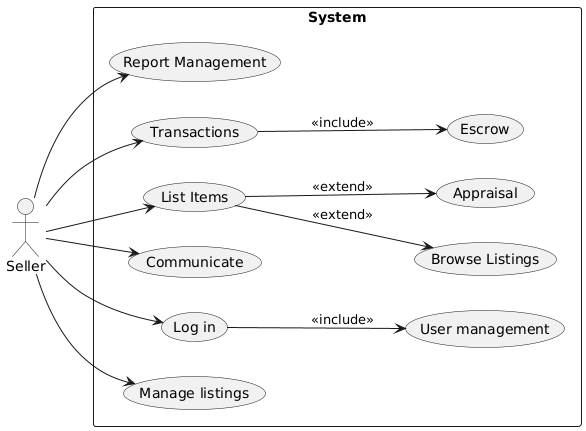 System
Report Management
Transactions
«include»
Escrow
List Items
«extend»
Appraisal
«extend»
Browse Listings
Seller
Communicate
Log in
«include»
User management
Manage listings